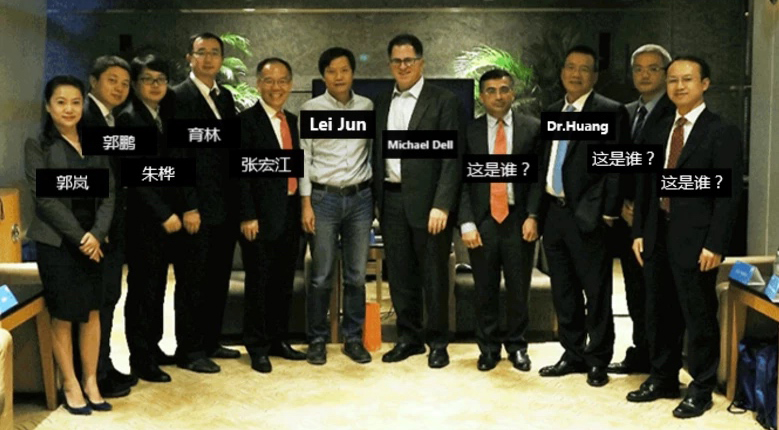 郭岚
郭鹏
朱桦
育林
张宏江
Lei Jun
Michael Dell
这是谁？
Dr.Huang
这是谁？
这是谁？